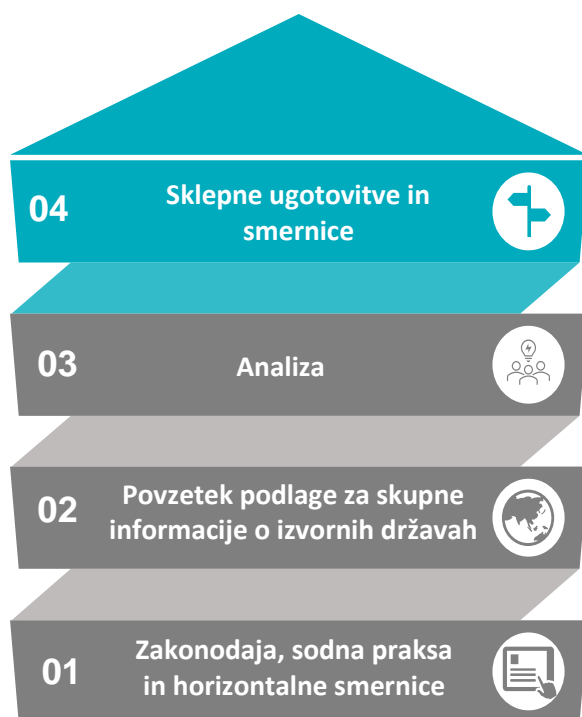 04
Sklepne ugotovitve in
smernice
03
Analiza
02
Povzetek podlage za skupne
informacije o izvornih državah
01
Zakonodaja, sodna praksa
in horizontalne smernice